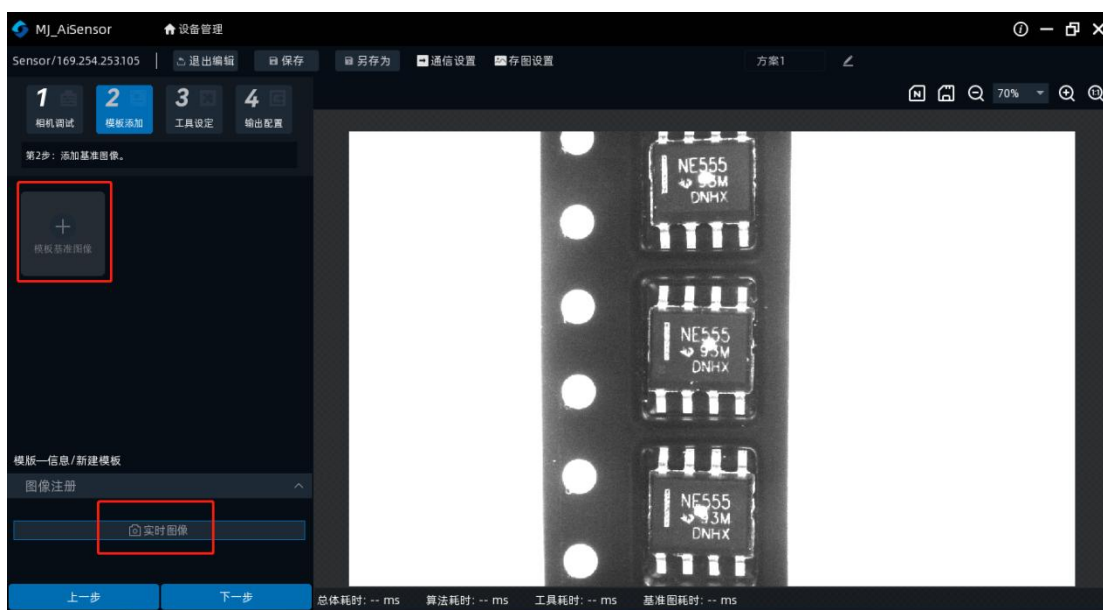 MJ_AiSensor 设备管理
Sensor/169.254.253.105 退出编辑 保存 另存为 通信设置 存图设置 方案1
1 2 3 4
相机调试 模板添加 工具设定 输出配置
N 70% 1:1
第2步：添加基准图像。
+
模板基准图像
NE555
93M
DNHX
NE555
93M
DNHX
NE555
93M
DNHX
模版—信息/新建模板
图像注册
实时图像
上一步 下一步
总体耗时: -- ms 算法耗时: -- ms 工具耗时: -- ms 基准图耗时: -- ms